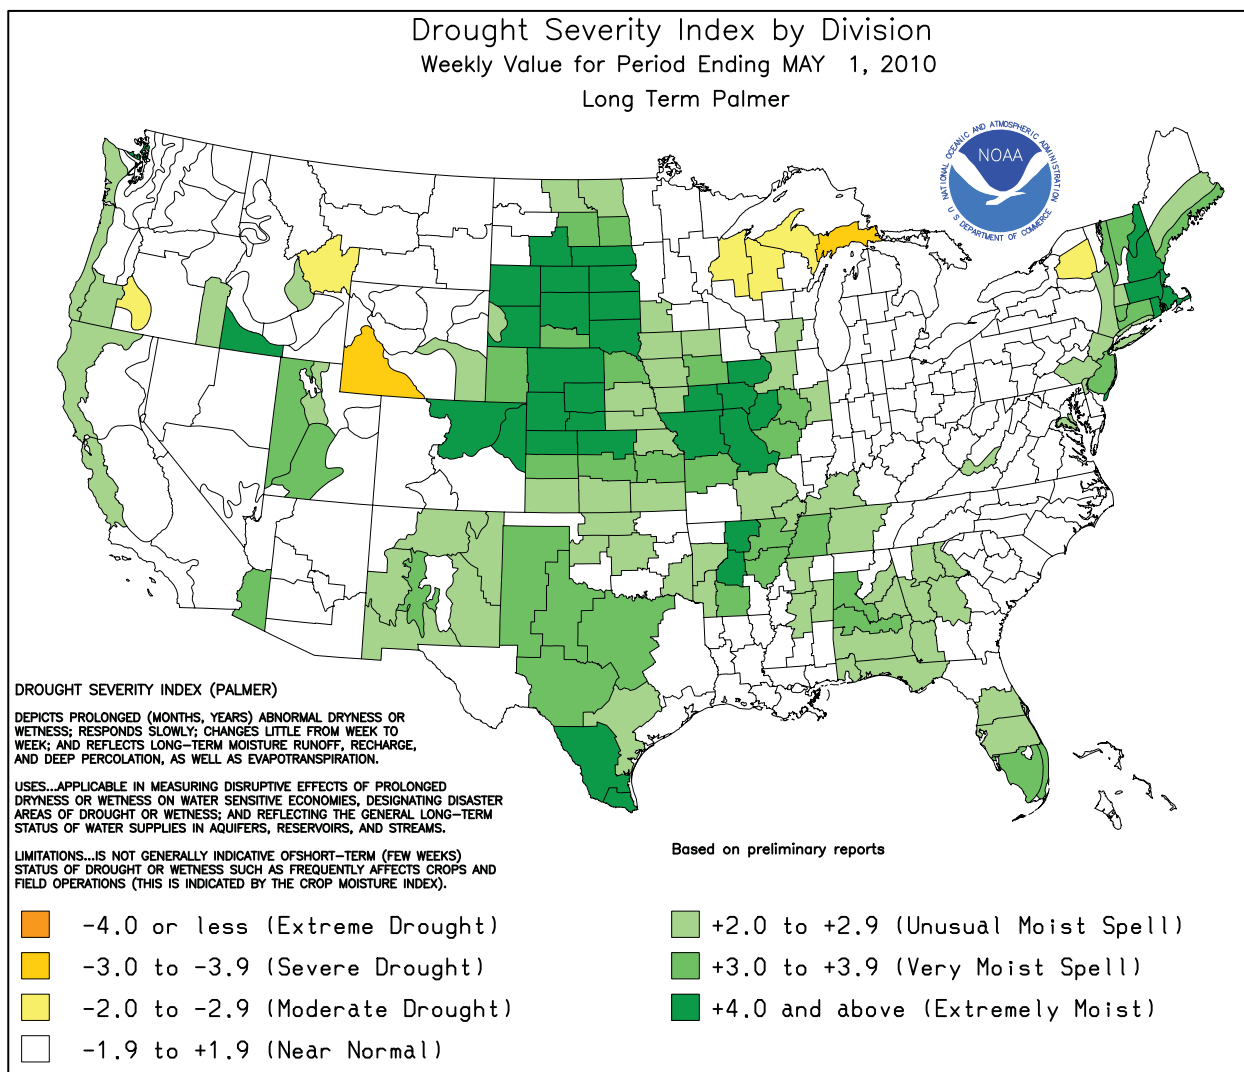 Drought Severity Index by Division
Weekly Value for Period Ending MAY 1, 2010
Long Term Palmer
NATIONAL OCEANIC AND ATMOSPHERIC ADMINISTRATION
NOAA
U S DEPARTMENT OF COMMERCE
DROUGHT SEVERITY INDEX (PALMER)
DEPICTS PROLONGED (MONTHS, YEARS) ABNORMAL DRYNESS OR
WETNESS; RESPONDS SLOWLY; CHANGES LITTLE FROM WEEK TO
WEEK; AND REFLECTS LONG-TERM MOISTURE RUNOFF, RECHARGE,
AND DEEP PERCOLATION, AS WELL AS EVAPOTRANSPIRATION.
USES...APPLICABLE IN MEASURING DISRUPTIVE EFFECTS OF PROLONGED
DRYNESS OR WETNESS ON WATER SENSITIVE ECONOMIES, DESIGNATING DISASTER
AREAS OF DROUGHT OR WETNESS; AND REFLECTING THE GENERAL LONG-TERM
STATUS OF WATER SUPPLIES IN AQUIFERS, RESERVOIRS, AND STREAMS.
LIMITATIONS...IS NOT GENERALLY INDICATIVE OFSHORT-TERM (FEW WEEKS)
STATUS OF DROUGHT OR WETNESS SUCH AS FREQUENTLY AFFECTS CROPS AND
FIELD OPERATIONS (THIS IS INDICATED BY THE CROP MOISTURE INDEX).
Based on preliminary reports
-4.0 or less (Extreme Drought)
-3.0 to -3.9 (Severe Drought)
-2.0 to -2.9 (Moderate Drought)
-1.9 to +1.9 (Near Normal)
+2.0 to +2.9 (Unusual Moist Spell)
+3.0 to +3.9 (Very Moist Spell)
+4.0 and above (Extremely Moist)